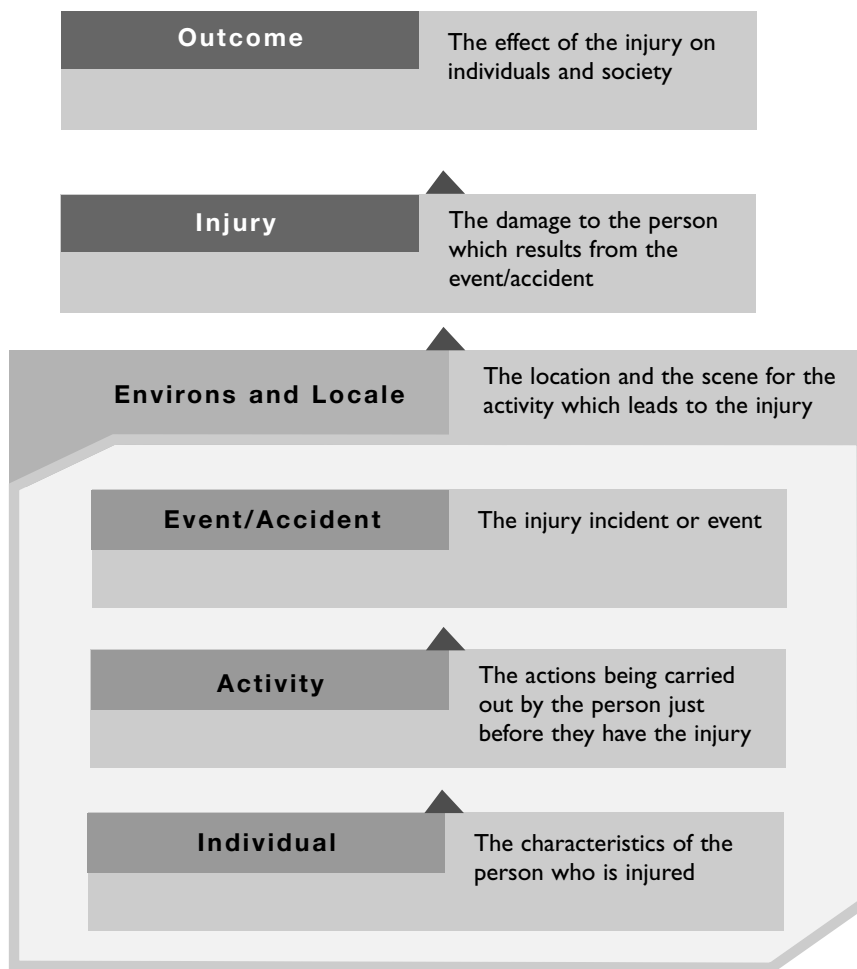 Outcome
The effect of the injury on
individuals and society
Injury
The damage to the person
which results from the
event/accident
Environs and Locale
The location and the scene for the
activity which leads to the injury
Event/Accident
The injury incident or event
Activity
The actions being carried
out by the person just
before they have the injury
Individual
The characteristics of the
person who is injured